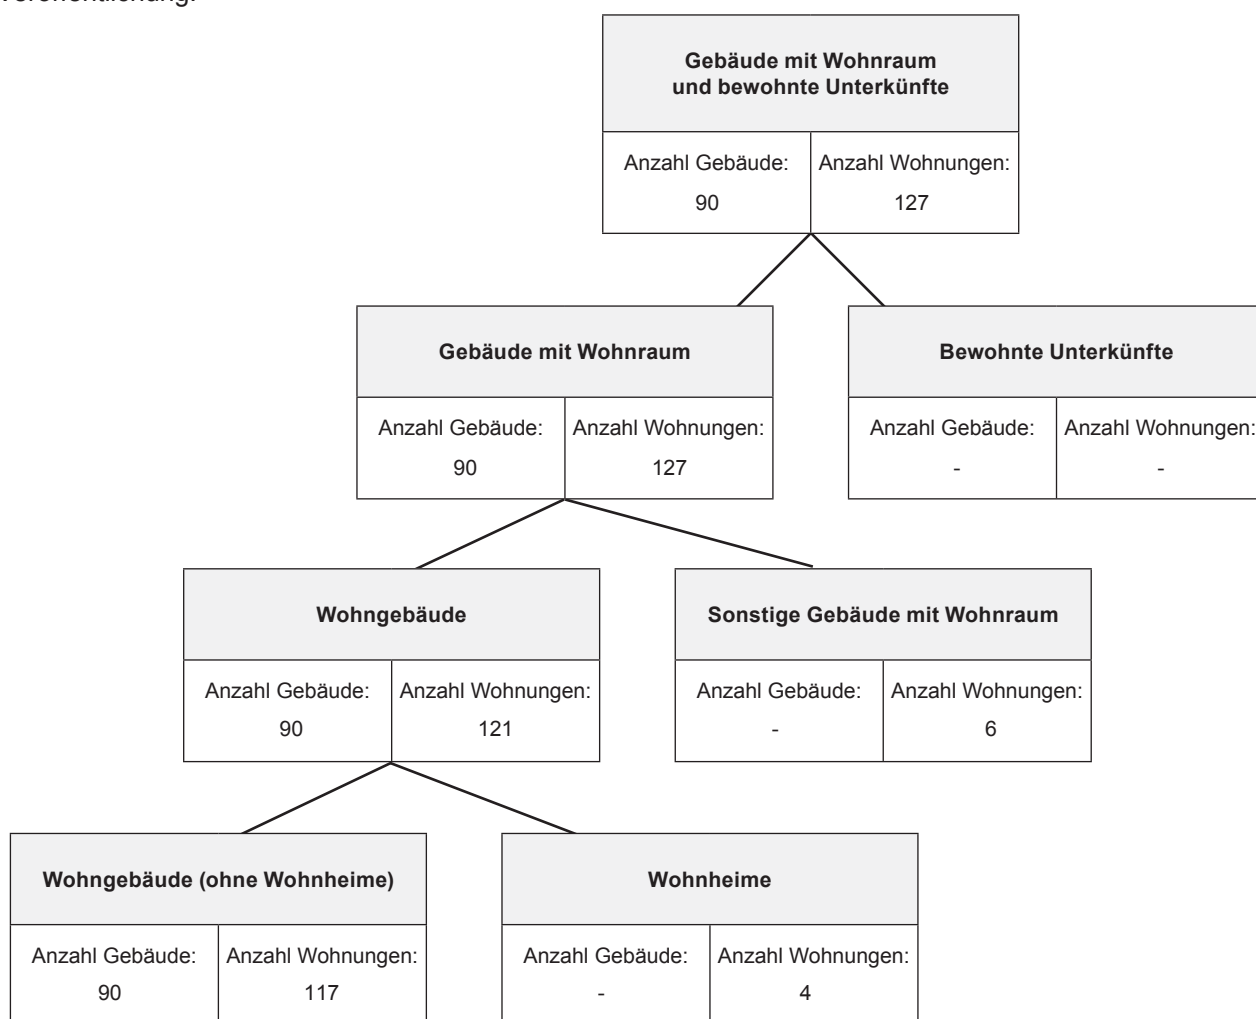 Veröffentlichung.
Gebäude mit Wohnraum
und bewohnte Unterkünfte
Anzahl Gebäude: Anzahl Wohnungen:
90 127
Gebäude mit Wohnraum Bewohnte Unterkünfte
Anzahl Gebäude: Anzahl Wohnungen: Anzahl Gebäude: Anzahl Wohnungen:
90 127 - -
Wohngebäude Sonstige Gebäude mit Wohnraum
Anzahl Gebäude: Anzahl Wohnungen: Anzahl Gebäude: Anzahl Wohnungen:
90 121 - 6
Wohngebäude (ohne Wohnheime) Wohnheime
Anzahl Gebäude: Anzahl Wohnungen: Anzahl Gebäude: Anzahl Wohnungen:
90 117 - 4